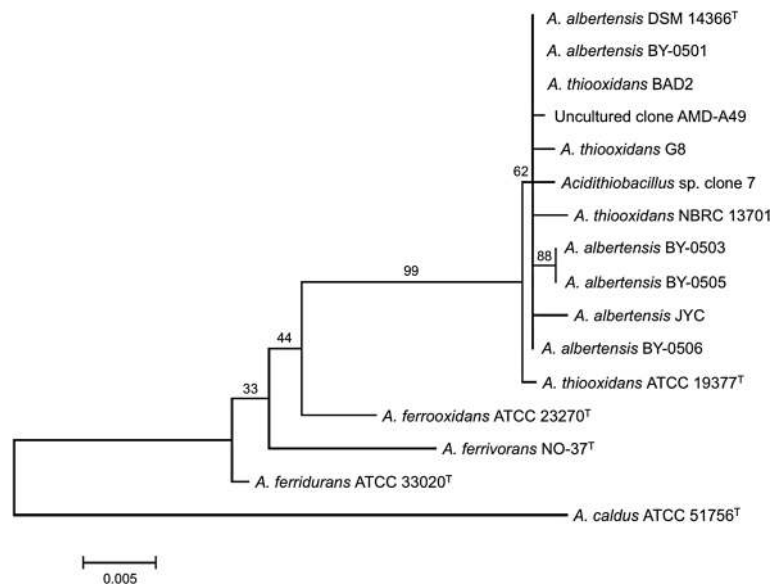 A. albertensis DSM 14366ᵀ
A. albertensis BY-0501
A. thiooxidans BAD2
Uncultured clone AMD-A49
A. thiooxidans G8
62
Acidithiobacillus sp. clone 7
A. thiooxidans NBRC 13701
A. albertensis BY-0503
88
A. albertensis BY-0505
99
A. albertensis JYC
A. albertensis BY-0506
44
A. thiooxidans ATCC 19377ᵀ
33
A. ferrooxidans ATCC 23270ᵀ
A. ferrivorans NO-37ᵀ
A. ferridurans ATCC 33020ᵀ
A. caldus ATCC 51756ᵀ
0.005